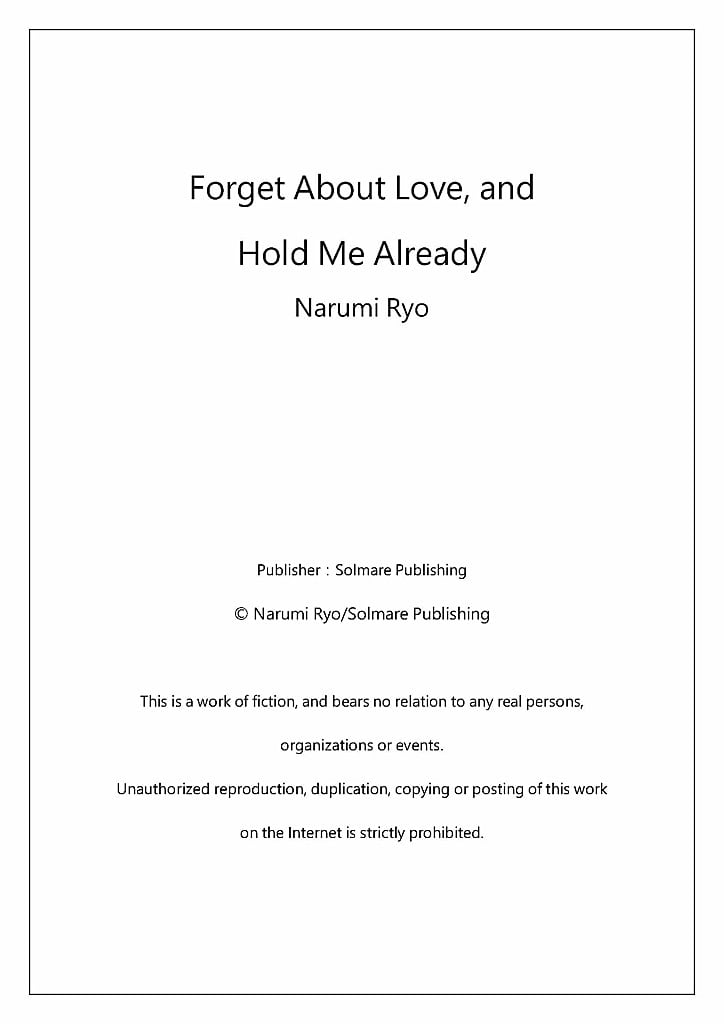 Forget About Love, and
Hold Me Already
Narumi Ryo
Publisher：Solmare Publishing
© Narumi Ryo/Solmare Publishing
This is a work of fiction, and bears no relation to any real persons,
organizations or events.
Unauthorized reproduction, duplication, copying or posting of this work
on the Internet is strictly prohibited.